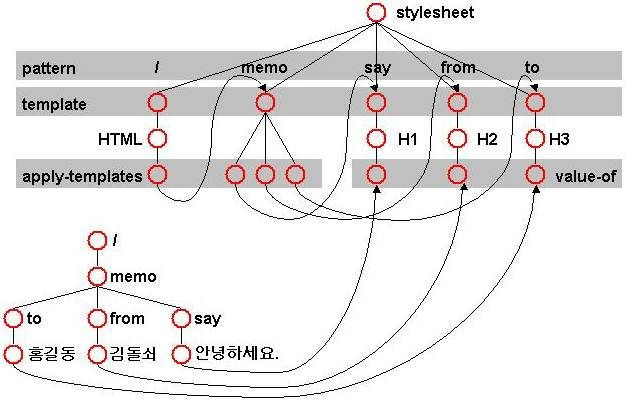 stylesheet
pattern / memo say from to
template
HTML H1 H2 H3
apply-templates value-of
/
memo
to from say
홍길동 김돌쇠 안녕하세요.